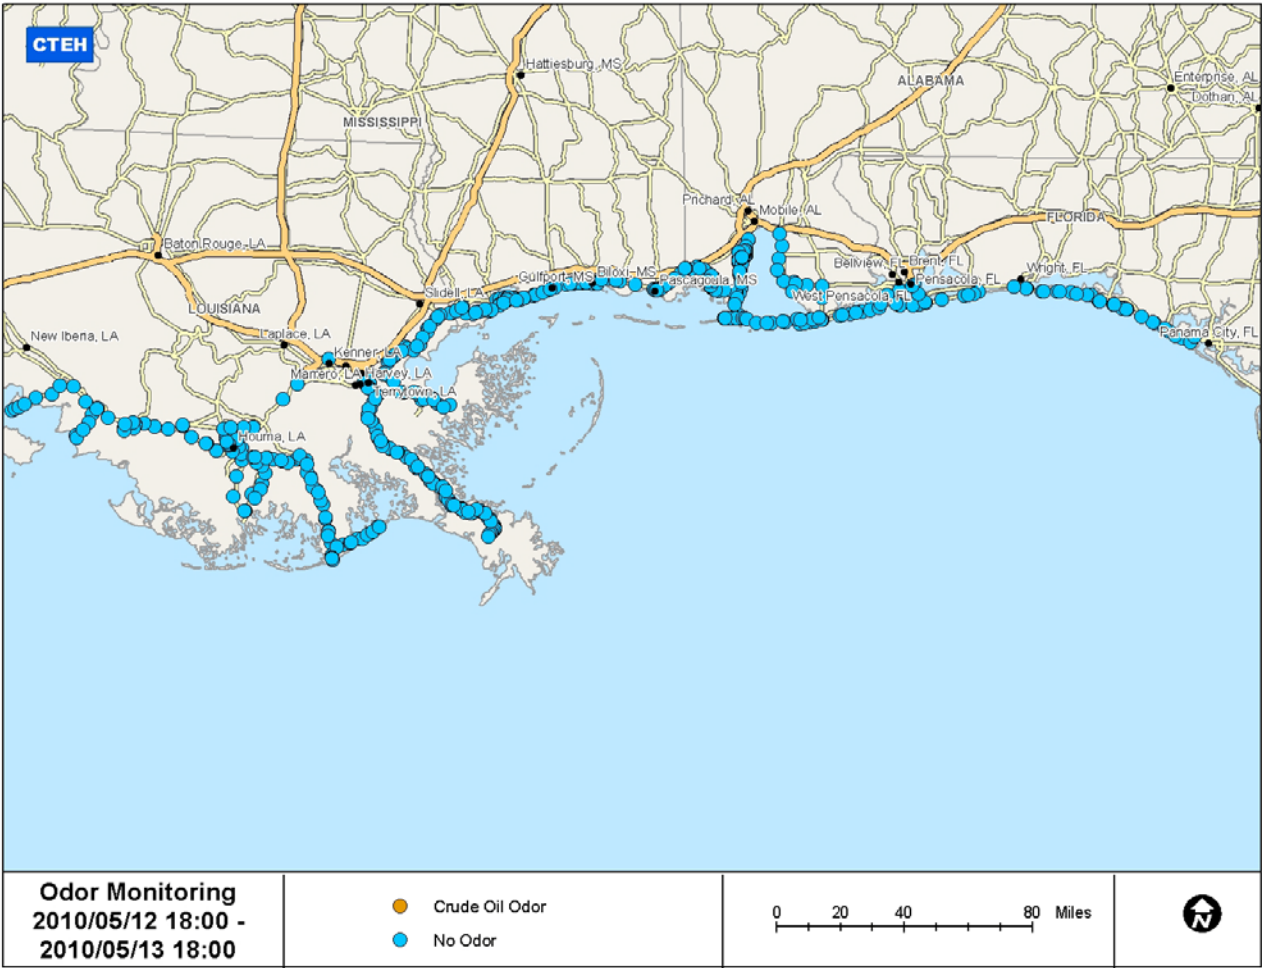 CTEH
Hattiesburg, MS
ALABAMA
Enterprise, AL
Dothan, AL
MISSISSIPPI
Prichard, AL
Mobile, AL
FLORIDA
Baton Rouge, LA
Bellview, FL
Brent, FL
Gulfport, MS
Biloxi, MS
Pascagoula, MS
Pensacola, FL
Wright, FL
Slidell, LA
West Pensacola, FL
LOUISIANA
New Iberia, LA
Laplace, LA
Panama City, FL
Kenner, LA
Marrero, LA
Harvey, LA
Terrytown, LA
Houma, LA
Odor Monitoring
2010/05/12 18:00 -
2010/05/13 18:00
Crude Oil Odor
No Odor
0 20 40 80 Miles
N